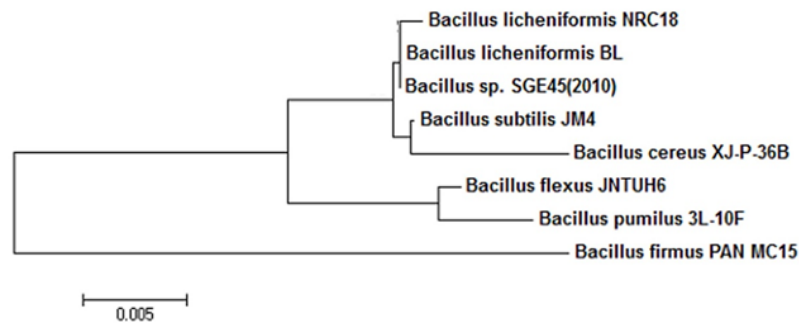 Bacillus licheniformis NRC18
Bacillus licheniformis BL
Bacillus sp. SGE45(2010)
Bacillus subtilis JM4
Bacillus cereus XJ-P-36B
Bacillus flexus JNTUH6
Bacillus pumilus 3L-10F
Bacillus firmus PAN MC15
0.005